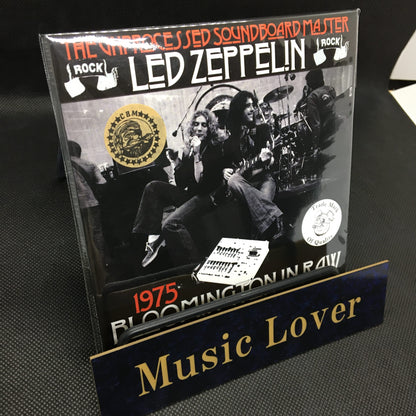 THE UNPROCESSED SOUNDBOARD MASTER
ROCK
LED ZEPPELIN
ROCK
C.B.M
Trade Mark
Of Quality
1975
BLOOMINGTON IN RAW
Music Lover